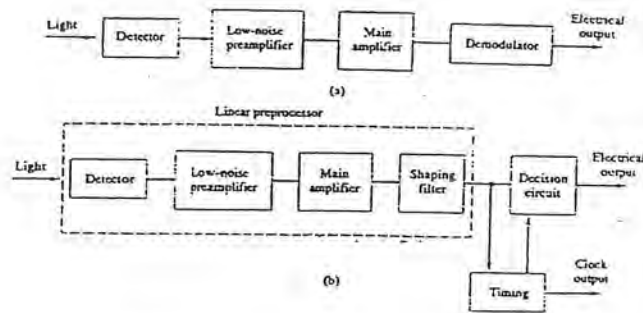 Light
Detector
Low-noise
preamplifier
Main
amplifier
Demodulator
Electrical
output
(a)
Linear preprocessor
Light
Detector
Low-noise
preamplifier
Main
amplifier
Shaping
filter
Decision
circuit
Electrical
output
(b)
Timing
Clock
output